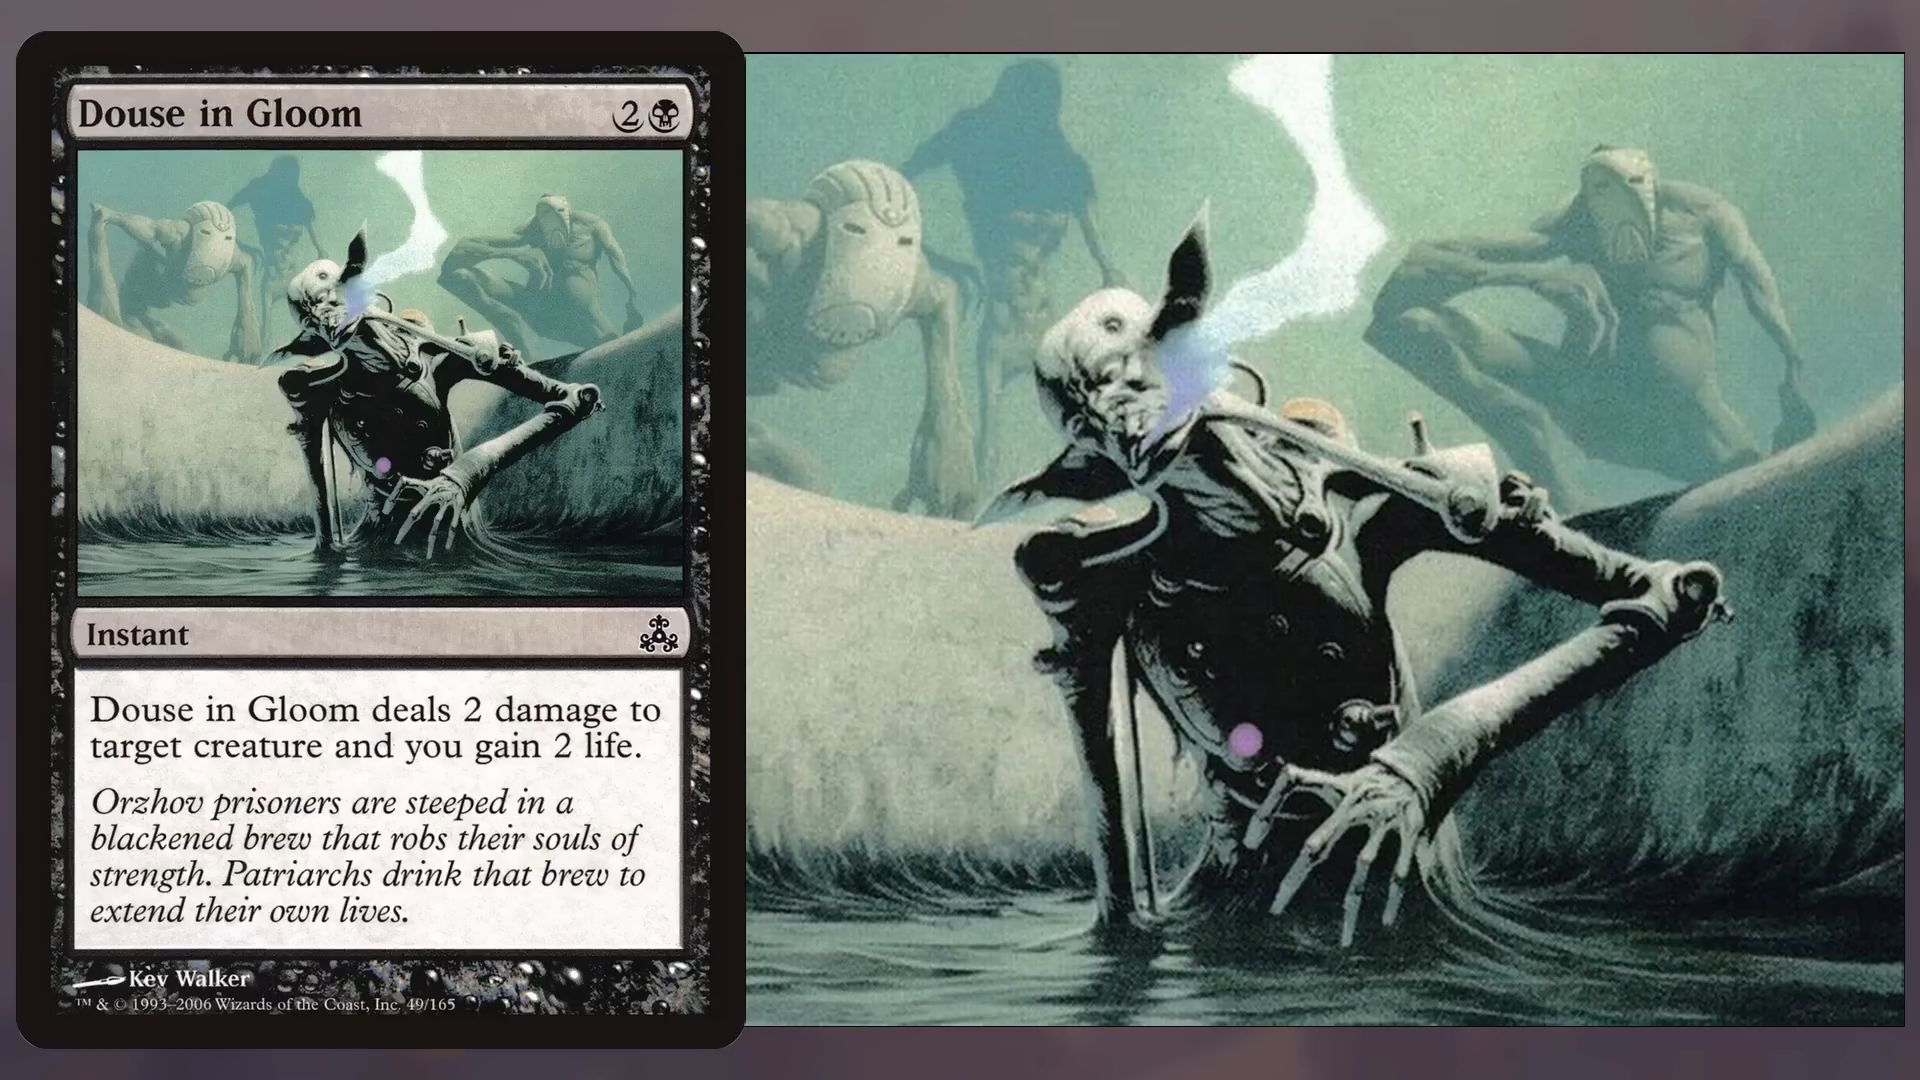 Douse in Gloom 2
Instant
Douse in Gloom deals 2 damage to
target creature and you gain 2 life.
Orzhov prisoners are steeped in a
blackened brew that robs their souls of
strength. Patriarchs drink that brew to
extend their own lives.
Kev Walker
™ & © 1993–2006 Wizards of the Coast, Inc. 49/165